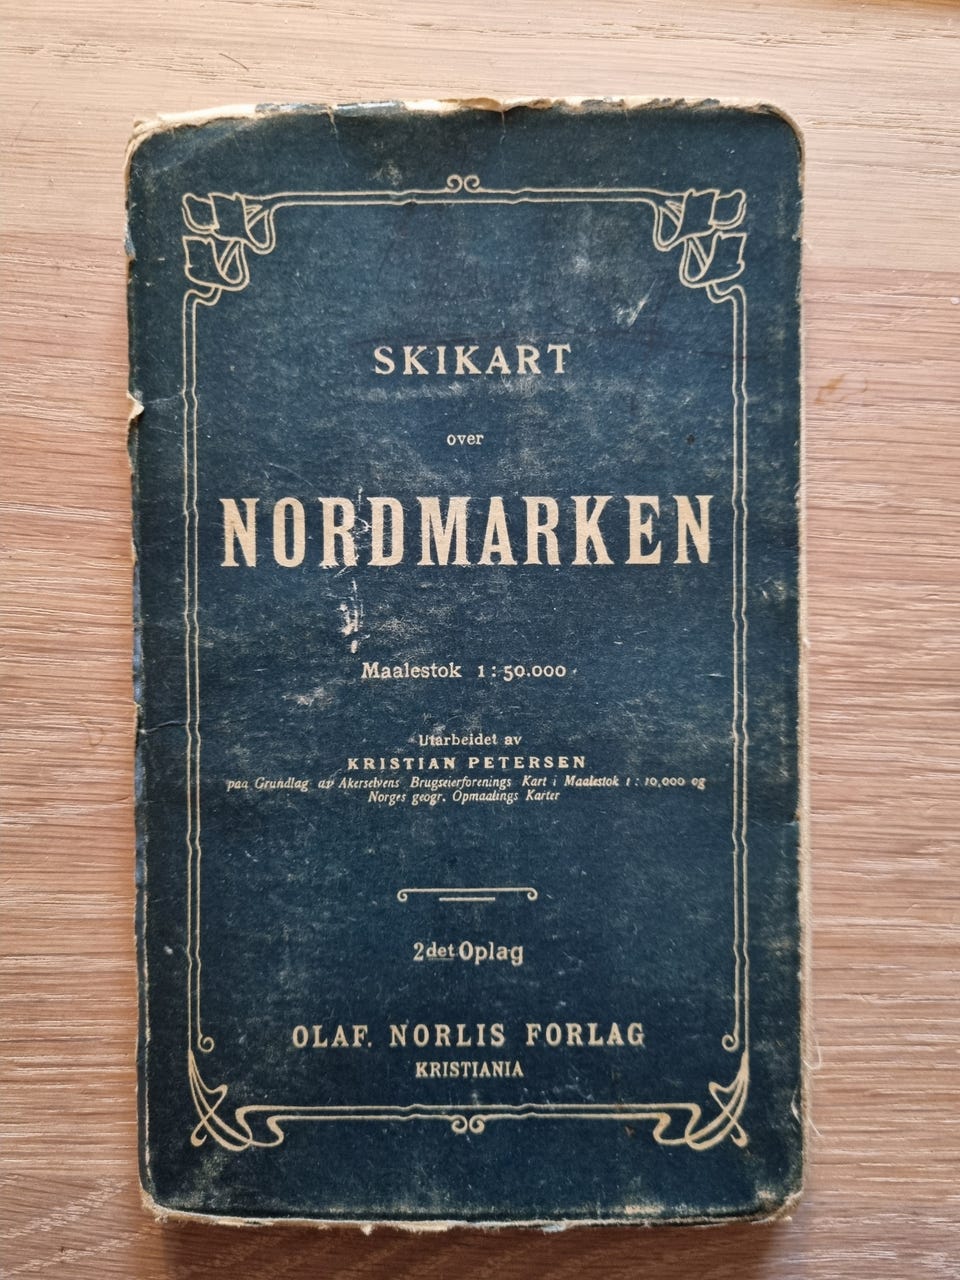 SKIKART
over
NORDMARKEN
Maalestok 1:50.000
Utarbeidet av
KRISTIAN PETERSEN
paa Grundlag av Akerselvens Brugseierforenings Kart i Maalestok 1:10,000 og
Norges geogr. Opmaalings Karter
2det Oplag
OLAF. NORLIS FORLAG
KRISTIANIA